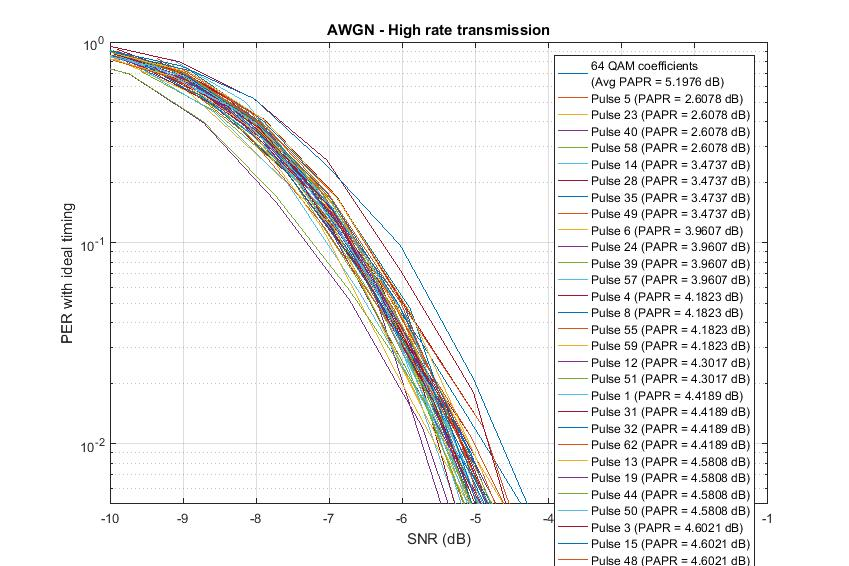 AWGN - High rate transmission
10^0
10^-1
10^-2
PER with ideal timing
-10 -9 -8 -7 -6 -5 -4 -1
SNR (dB)
64 QAM coefficients
(Avg PAPR = 5.1976 dB)
Pulse 5 (PAPR = 2.6078 dB)
Pulse 23 (PAPR = 2.6078 dB)
Pulse 40 (PAPR = 2.6078 dB)
Pulse 58 (PAPR = 2.6078 dB)
Pulse 14 (PAPR = 3.4737 dB)
Pulse 28 (PAPR = 3.4737 dB)
Pulse 35 (PAPR = 3.4737 dB)
Pulse 49 (PAPR = 3.4737 dB)
Pulse 6 (PAPR = 3.9607 dB)
Pulse 24 (PAPR = 3.9607 dB)
Pulse 39 (PAPR = 3.9607 dB)
Pulse 57 (PAPR = 3.9607 dB)
Pulse 4 (PAPR = 4.1823 dB)
Pulse 8 (PAPR = 4.1823 dB)
Pulse 55 (PAPR = 4.1823 dB)
Pulse 59 (PAPR = 4.1823 dB)
Pulse 12 (PAPR = 4.3017 dB)
Pulse 51 (PAPR = 4.3017 dB)
Pulse 1 (PAPR = 4.4189 dB)
Pulse 31 (PAPR = 4.4189 dB)
Pulse 32 (PAPR = 4.4189 dB)
Pulse 62 (PAPR = 4.4189 dB)
Pulse 13 (PAPR = 4.5808 dB)
Pulse 19 (PAPR = 4.5808 dB)
Pulse 44 (PAPR = 4.5808 dB)
Pulse 50 (PAPR = 4.5808 dB)
Pulse 3 (PAPR = 4.6021 dB)
Pulse 15 (PAPR = 4.6021 dB)
Pulse 48 (PAPR = 4.6021 dB)